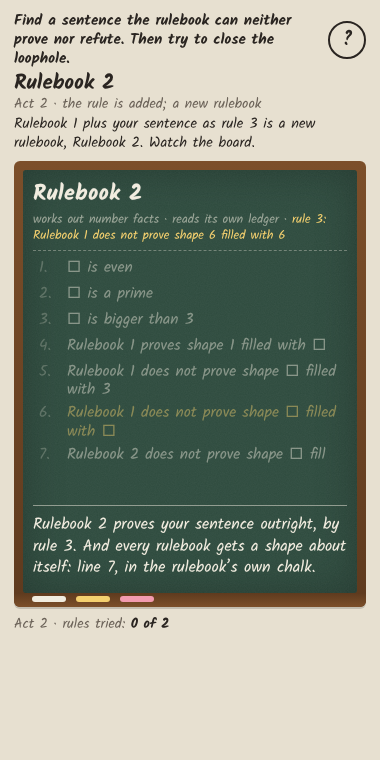 Find a sentence the rulebook can neither
prove nor refute. Then try to close the
loophole.
?
Rulebook 2
Act 2 · the rule is added; a new rulebook
Rulebook 1 plus your sentence as rule 3 is a new
rulebook, Rulebook 2. Watch the board.
Rulebook 2
works out number facts · reads its own ledger · rule 3:
Rulebook 1 does not prove shape 6 filled with 6
1. □ is even
2. □ is a prime
3. □ is bigger than 3
4. Rulebook 1 proves shape 1 filled with □
5. Rulebook 1 does not prove shape □ filled
with 3
6. Rulebook 1 does not prove shape □ filled
with □
7. Rulebook 2 does not prove shape □ fill
Rulebook 2 proves your sentence outright, by
rule 3. And every rulebook gets a shape about
itself: line 7, in the rulebook's own chalk.
Act 2 · rules tried: 0 of 2